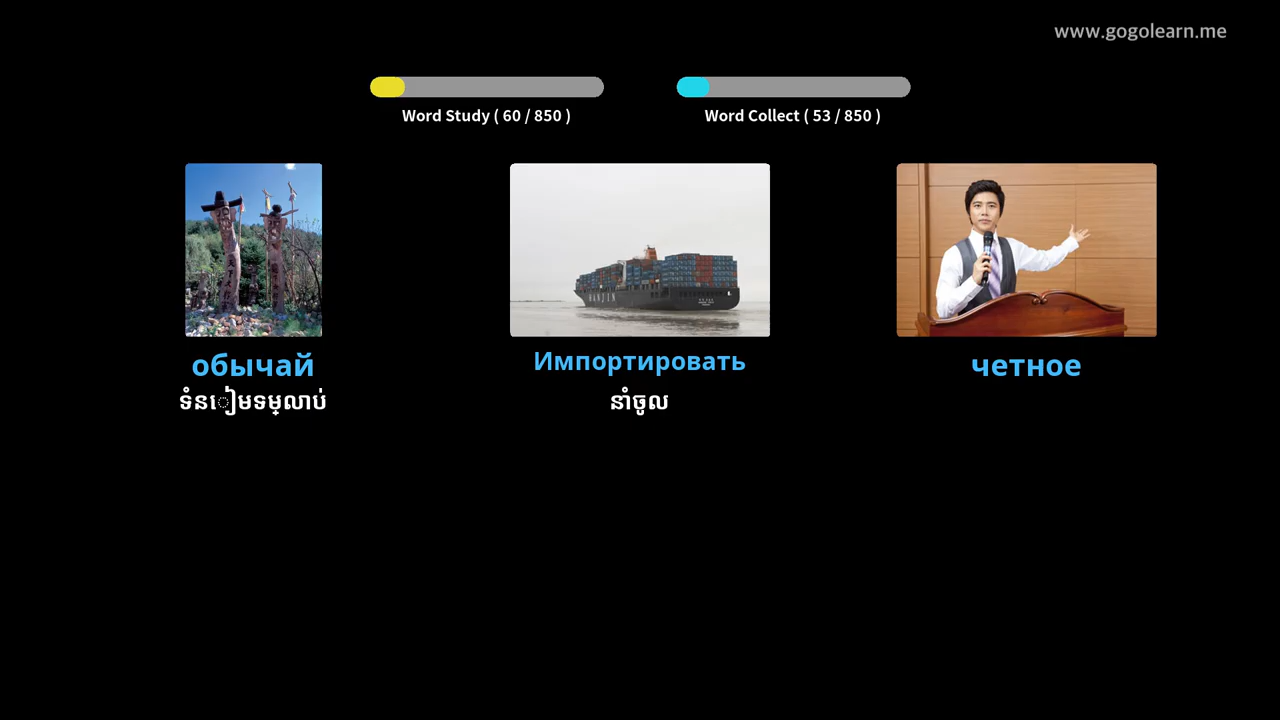 www.gogolearn.me
Word Study ( 60 / 850 )
Word Collect ( 53 / 850 )
HANJIN
обычай
Импортировать
четное
ទំនៀមទម្លាប់
នាំចូល